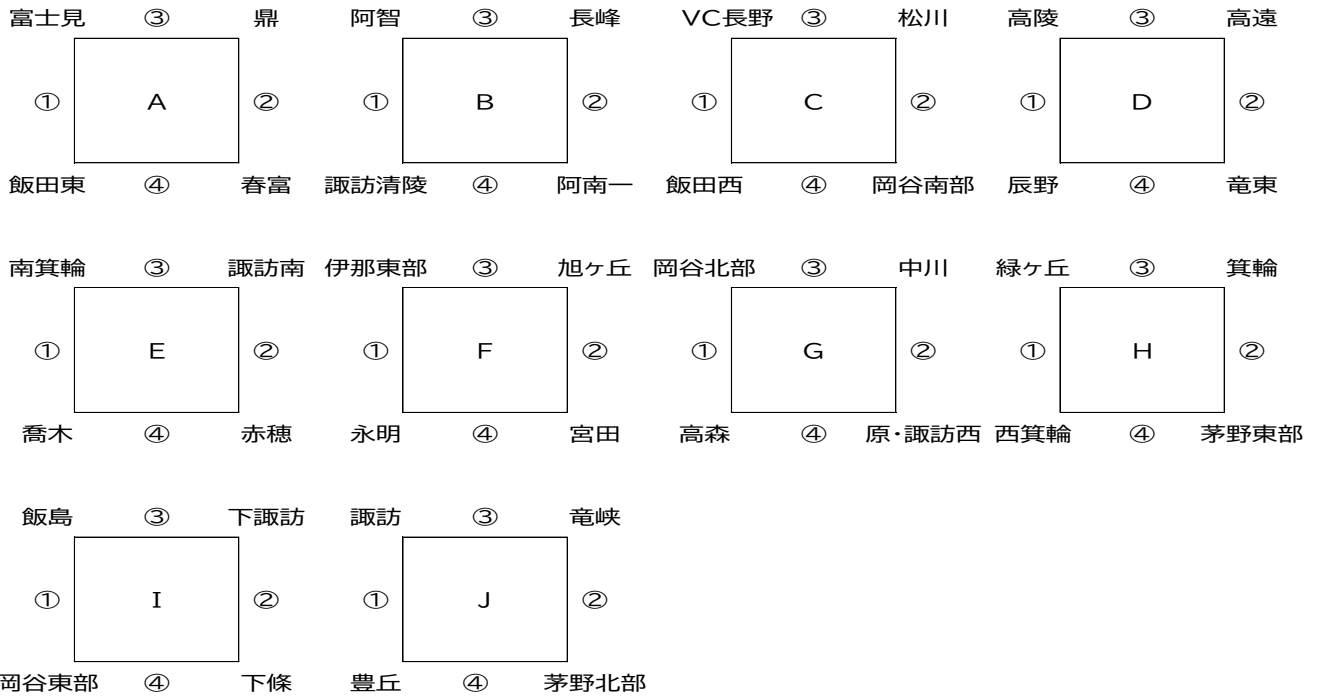 富士見 ③ 鼎 阿智 ③ 長峰 VC長野 ③ 松川 高陵 ③ 高遠
① A ② ① B ② ① C ② ① D ②
飯田東 ④ 春富 諏訪清陵 ④ 阿南一 飯田西 ④ 岡谷南部 辰野 ④ 竜東
南箕輪 ③ 諏訪南 伊那東部 ③ 旭ヶ丘 岡谷北部 ③ 中川 緑ヶ丘 ③ 箕輪
① E ② ① F ② ① G ② ① H ②
喬木 ④ 赤穂 永明 ④ 宮田 高森 ④ 原・諏訪西 西箕輪 ④ 茅野東部
飯島 ③ 下諏訪 諏訪 ③ 竜峡
① I ② ① J ②
岡谷東部 ④ 下條 豊丘 ④ 茅野北部